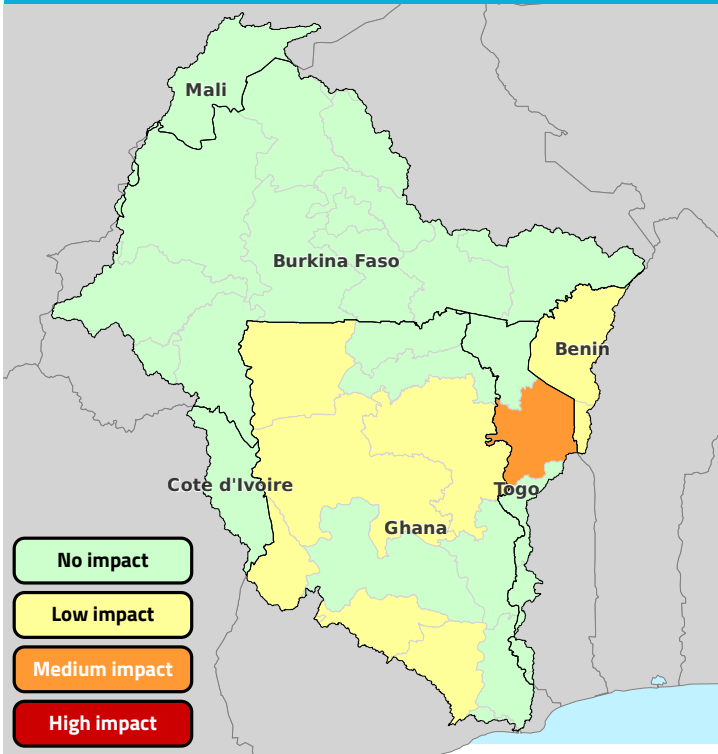 Mali
Burkina Faso
Benin
Cote d'Ivoire
Togo
Ghana
No impact
Low impact
Medium impact
High impact